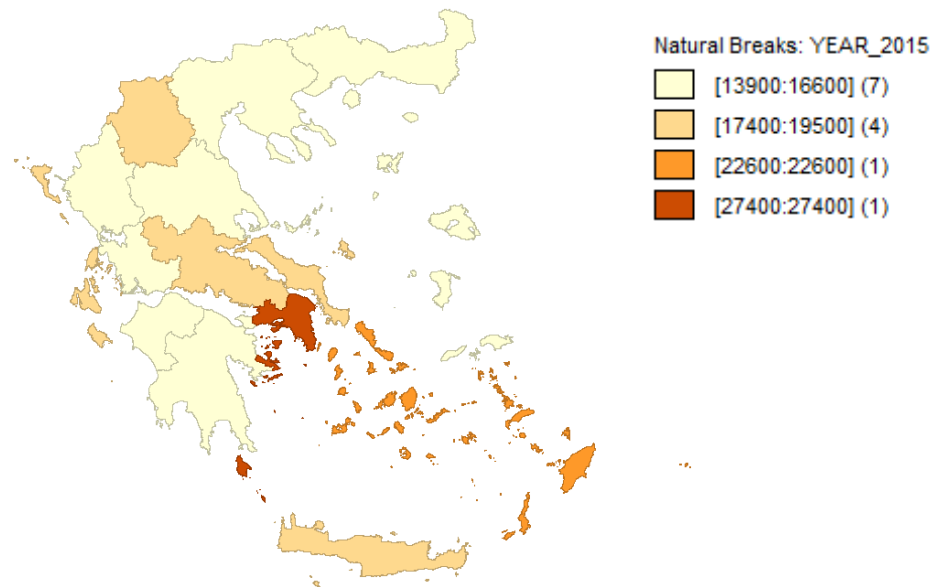 Natural Breaks: YEAR_2015
[13900:16600] (7)
[17400:19500] (4)
[22600:22600] (1)
[27400:27400] (1)